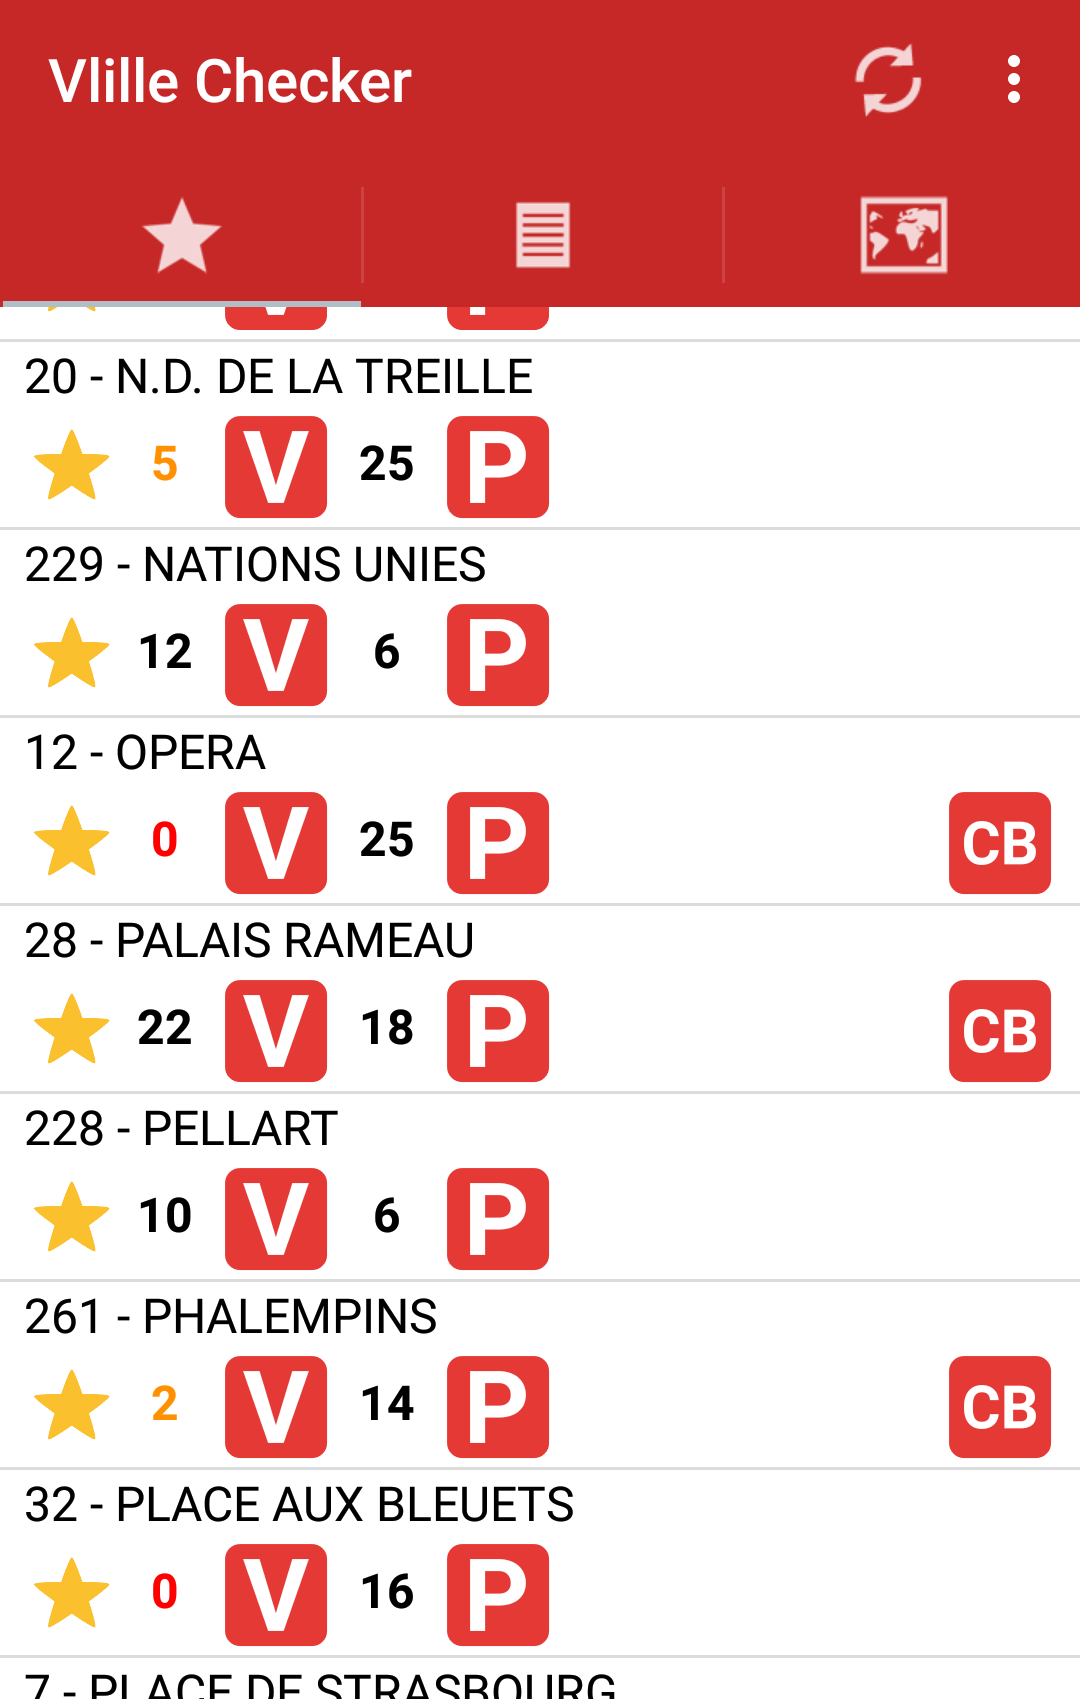 Vlille Checker
V P
20 - N.D. DE LA TREILLE
5 V 25 P
229 - NATIONS UNIES
12 V 6 P
12 - OPERA
0 V 25 P CB
28 - PALAIS RAMEAU
22 V 18 P CB
228 - PELLART
10 V 6 P
261 - PHALEMPINS
2 V 14 P CB
32 - PLACE AUX BLEUETS
0 V 16 P
7 - PLACE DE STRASBOURG